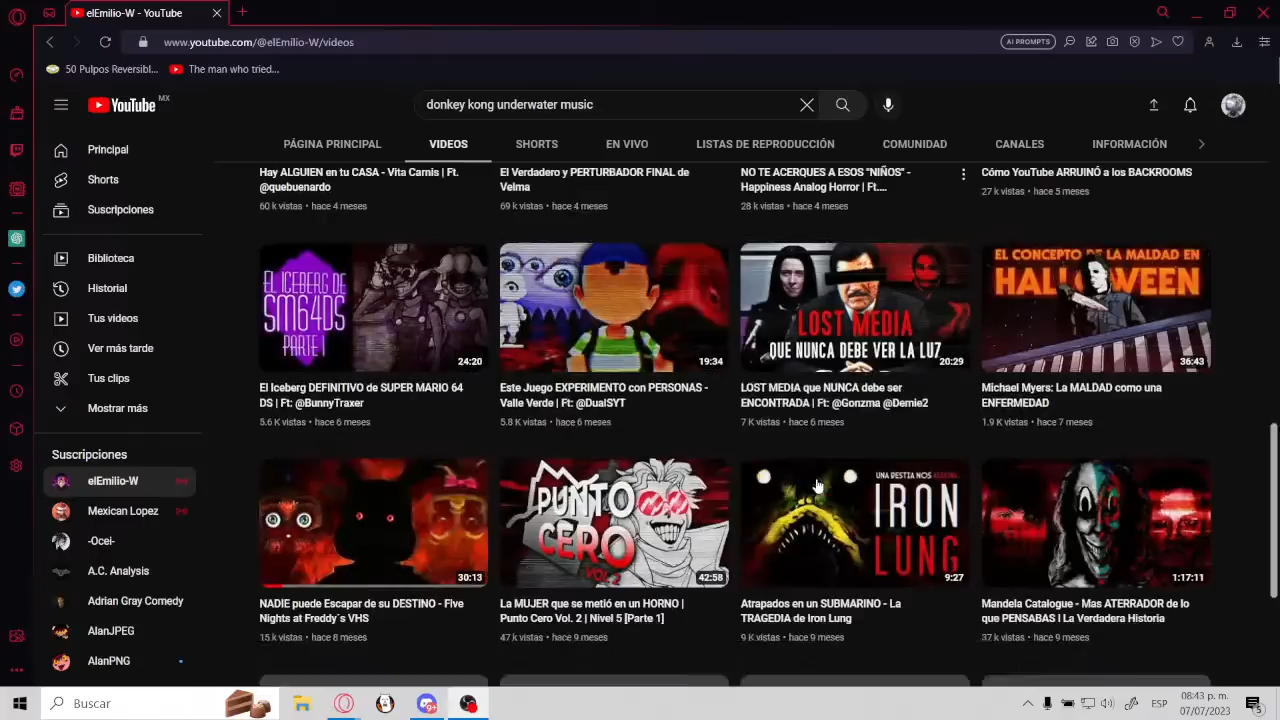 elEmilio-W - YouTube
www.youtube.com/@elEmilio-W/videos
AI PROMPTS
50 Pulpos Reversibl...
The man who tried...
YouTube MX
donkey kong underwater music
PÁGINA PRINCIPAL
VIDEOS
SHORTS
EN VIVO
LISTAS DE REPRODUCCIÓN
COMUNIDAD
CANALES
INFORMACIÓN
Principal
Shorts
Suscripciones
Biblioteca
Historial
Tus videos
Ver más tarde
Tus clips
Mostrar más
Suscripciones
elEmilio-W
Mexican Lopez
-Ocei-
A.C. Analysis
Adrian Gray Comedy
AlanJPEG
AlanPNG
Hay ALGUIEN en tu CASA - Vita Carnis | Ft.
@quebuenardo
60 k vistas • hace 4 meses
El Verdadero y PERTURBADOR FINAL de
Velma
69 k vistas • hace 4 meses
NO TE ACERQUES A ESOS "NIÑOS" -
Happiness Analog Horror | Ft....
28 k vistas • hace 4 meses
Cómo YouTube ARRUINÓ a los BACKROOMS
27 k vistas • hace 5 meses
EL ICEBERG DE
SM64DS
PARTE I
24:20
El Iceberg DEFINITIVO de SUPER MARIO 64
DS | Ft: @BunnyTraxer
5.6 K vistas • hace 6 meses
19:34
Este Juego EXPERIMENTO con PERSONAS -
Valle Verde | Ft: @DualSYT
5.8 K vistas • hace 6 meses
LOST MEDIA
QUE NUNCA DEBE VER LA LUZ
20:29
LOST MEDIA que NUNCA debe ser
ENCONTRADA | Ft: @Gonzma @Demie2
7 K vistas • hace 6 meses
EL CONCEPTO DE LA MALDAD EN
HALLOWEEN
36:43
Michael Myers: La MALDAD como una
ENFERMEDAD
1.9 K vistas • hace 7 meses
30:13
NADIE puede Escapar de su DESTINO - Five
Nights at Freddy´s VHS
15 k vistas • hace 8 meses
PUNTO
CERO
VOL. 2
42:58
La MUJER que se metió en un HORNO |
Punto Cero Vol. 2 | Nivel 5 [Parte 1]
47 k vistas • hace 9 meses
UNA BESTIA NOS
IRON
LUNG
9:27
Atrapados en un SUBMARINO - La
TRAGEDIA de Iron Lung
9 K vistas • hace 9 meses
1:17:11
Mandela Catalogue - Mas ATERRADOR de lo
que PENSABAS I La Verdadera Historia
37 k vistas • hace 9 meses
Buscar
9+
ESP
08:43 p. m.
07/07/2023
5